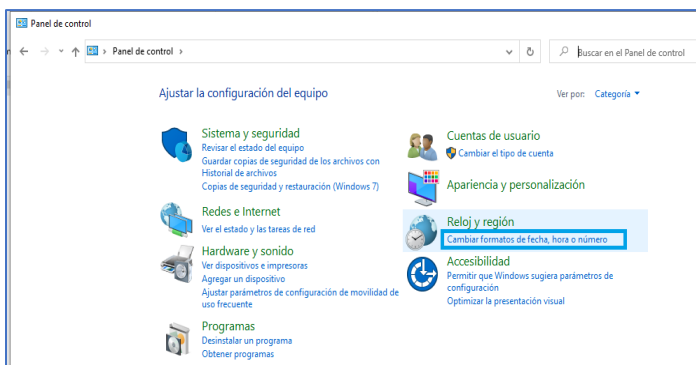 Panel de control
Panel de control
Buscar en el Panel de control
Ajustar la configuración del equipo
Ver por: Categoría
Sistema y seguridad
Revisar el estado del equipo
Guardar copias de seguridad de los archivos con
Historial de archivos
Copias de seguridad y restauración (Windows 7)
Redes e Internet
Ver el estado y las tareas de red
Hardware y sonido
Ver dispositivos e impresoras
Agregar un dispositivo
Ajustar parámetros de configuración de movilidad de
uso frecuente
Programas
Desinstalar un programa
Obtener programas
Cuentas de usuario
Cambiar el tipo de cuenta
Apariencia y personalización
Reloj y región
Cambiar formatos de fecha, hora o número
Accesibilidad
Permitir que Windows sugiera parámetros de
configuración
Optimizar la presentación visual